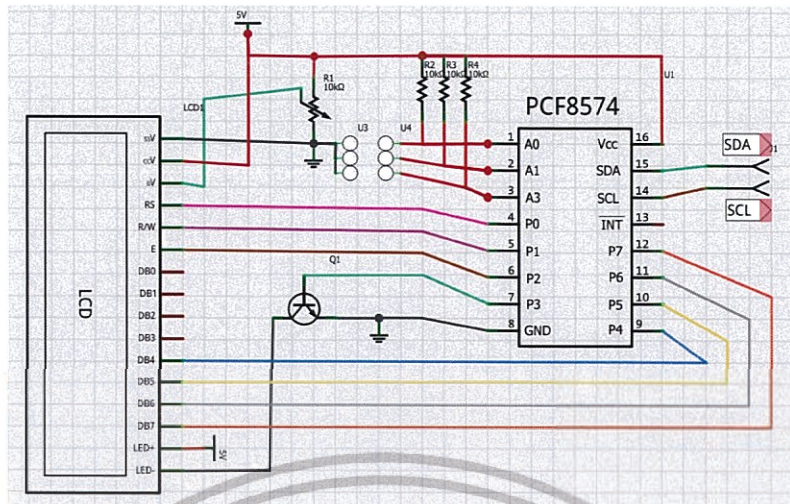 5V
R1
10kΩ
R2
10kΩ
R3
10kΩ
R4
10kΩ
U1
LCD1
U3
U4
PCF8574
1
A0
Vcc
16
2
A1
SDA
15
3
A3
SCL
14
4
P0
INT
13
5
P1
P7
12
6
P2
P6
11
7
P3
P5
10
8
GND
P4
9
SDA
SCL
J1
Q1
LCD
ssV
ccV
sV
RS
R/W
E
DB0
DB1
DB2
DB3
DB4
DB5
DB6
DB7
LED+
5V
LED-